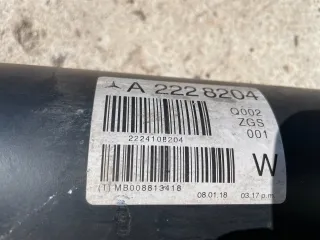 A 222 8204
Q002
ZGS
001
2224108204
W
(1)MB008813418
08.01.18 03.17 p.m.